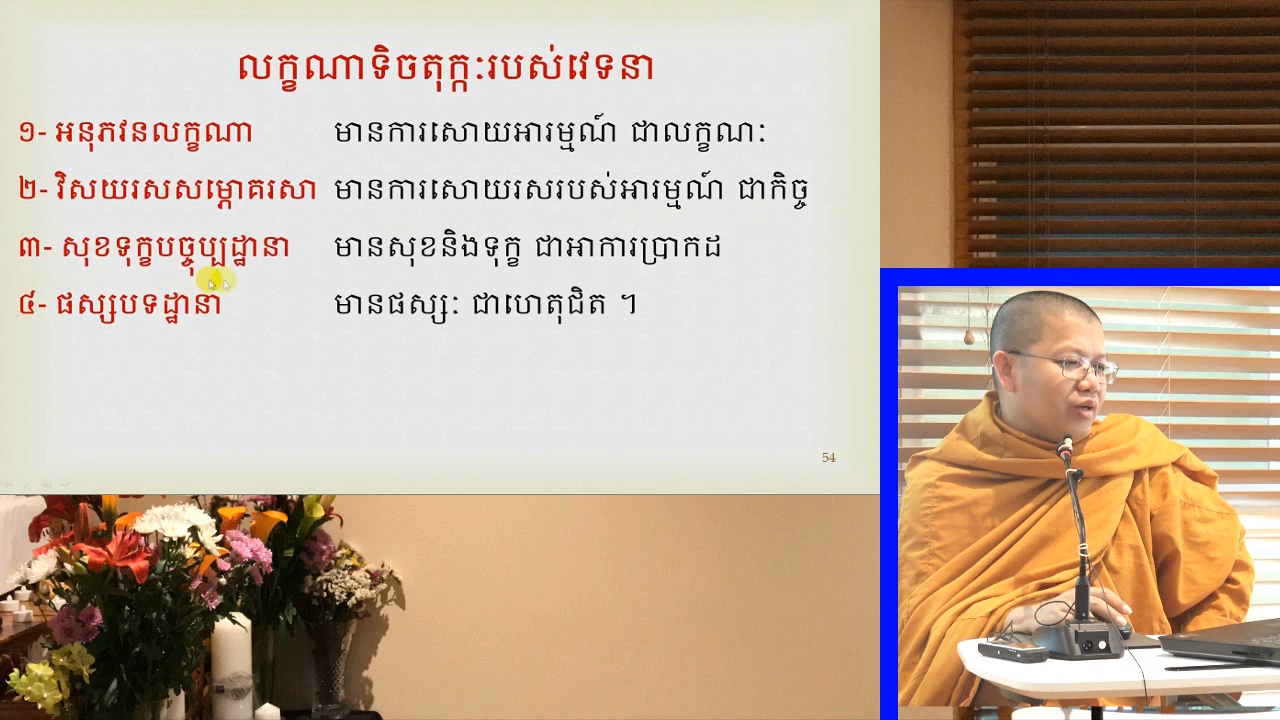 លក្ខណាទិចតុក្កៈរបស់វេទនា
១- អនុភវនលក្ខណា មានការសោយអារម្មណ៍ ជាលក្ខណៈ
២- វិសយរសសម្ភោគរសា មានការសោយរសរបស់អារម្មណ៍ ជាកិច្ច
៣- សុខទុក្ខបច្ចុប្បដ្ឋានា មានសុខនិងទុក្ខ ជាអាការប្រាកដ
៤- ផស្សបទដ្ឋានា មានផស្សៈ ជាហេតុជិត ។
54